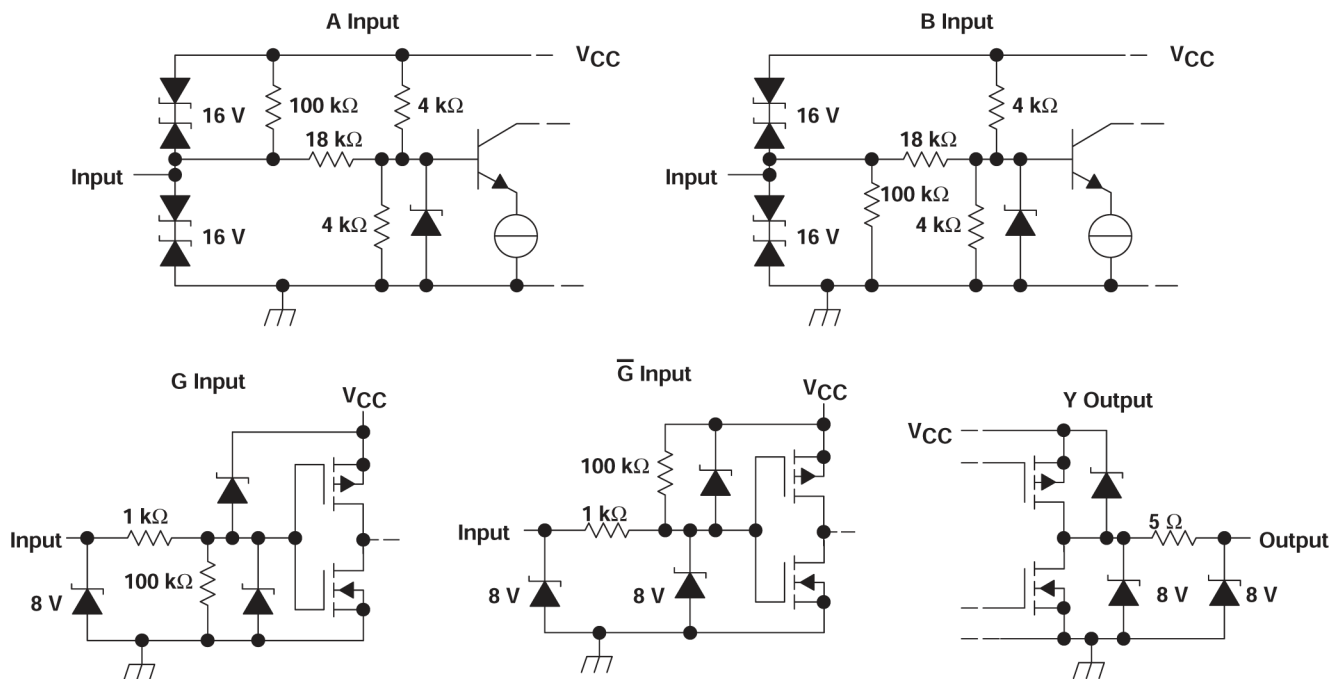 A Input
VCC
16 V
100 kΩ
4 kΩ
18 kΩ
Input
4 kΩ
16 V
B Input
VCC
16 V
4 kΩ
18 kΩ
Input
100 kΩ
4 kΩ
16 V
G Input
VCC
1 kΩ
Input
100 kΩ
8 V
G̅ Input
VCC
100 kΩ
1 kΩ
Input
8 V
8 V
Y Output
VCC
5 Ω
Output
8 V
8 V